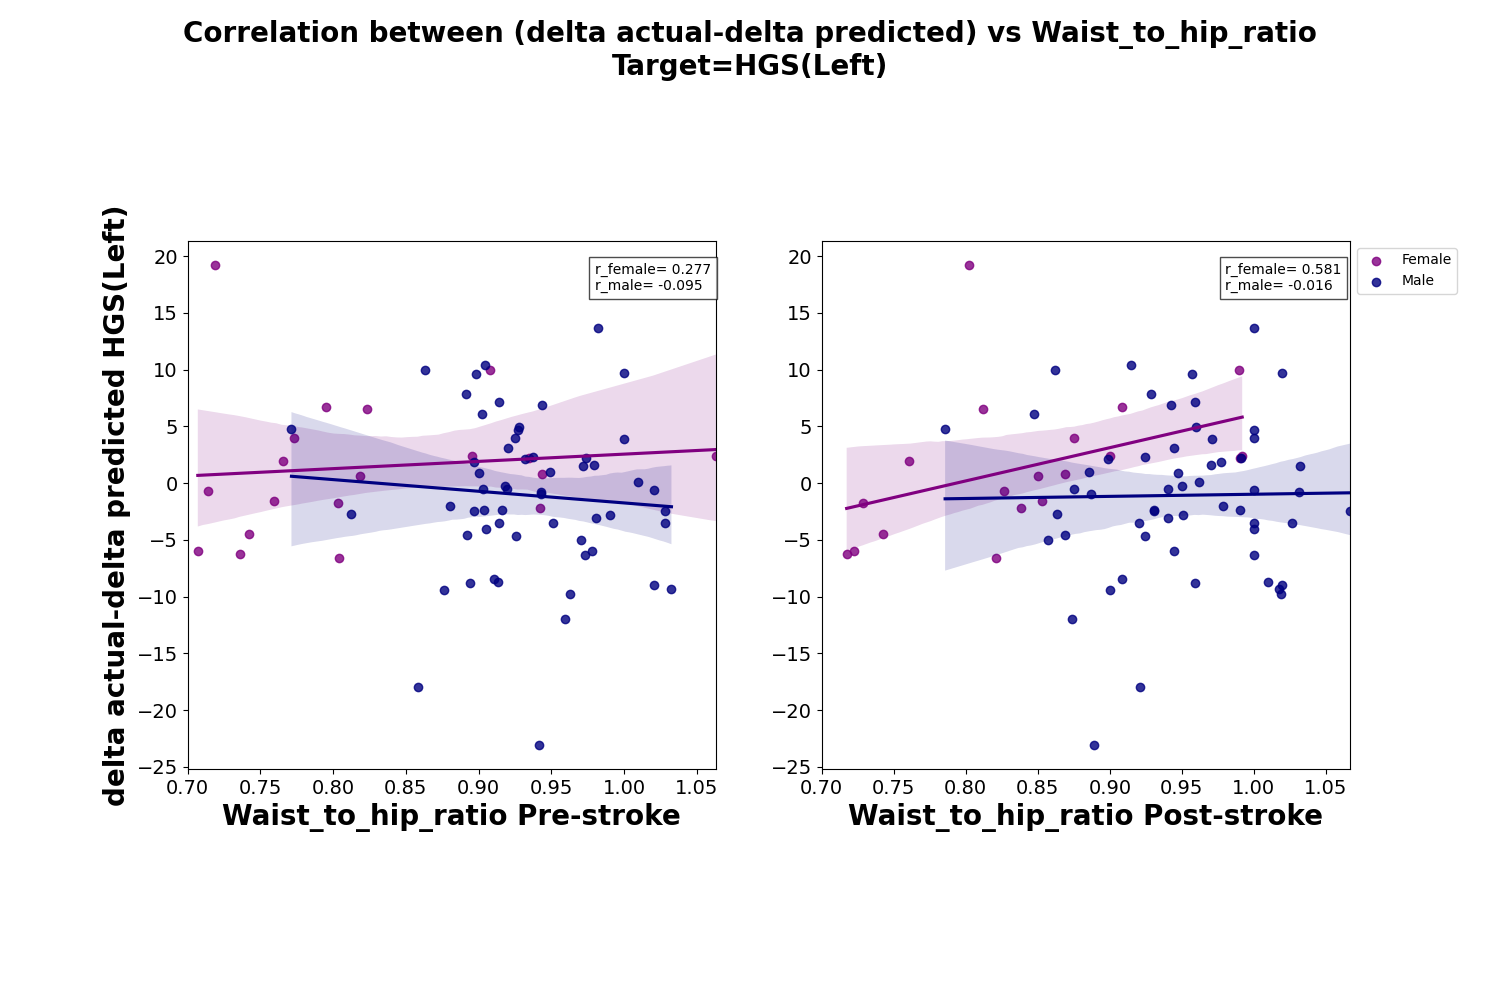 Correlation between (delta actual-delta predicted) vs Waist_to_hip_ratio
Target=HGS(Left)
delta actual-delta predicted HGS(Left)
20
15
10
5
0
−5
−10
−15
−20
−25
r_female= 0.277
r_male= -0.095
0.70 0.75 0.80 0.85 0.90 0.95 1.00 1.05
Waist_to_hip_ratio Pre-stroke
20
15
10
5
0
−5
−10
−15
−20
−25
r_female= 0.581
r_male= -0.016
0.70 0.75 0.80 0.85 0.90 0.95 1.00 1.05
Waist_to_hip_ratio Post-stroke
Female
Male